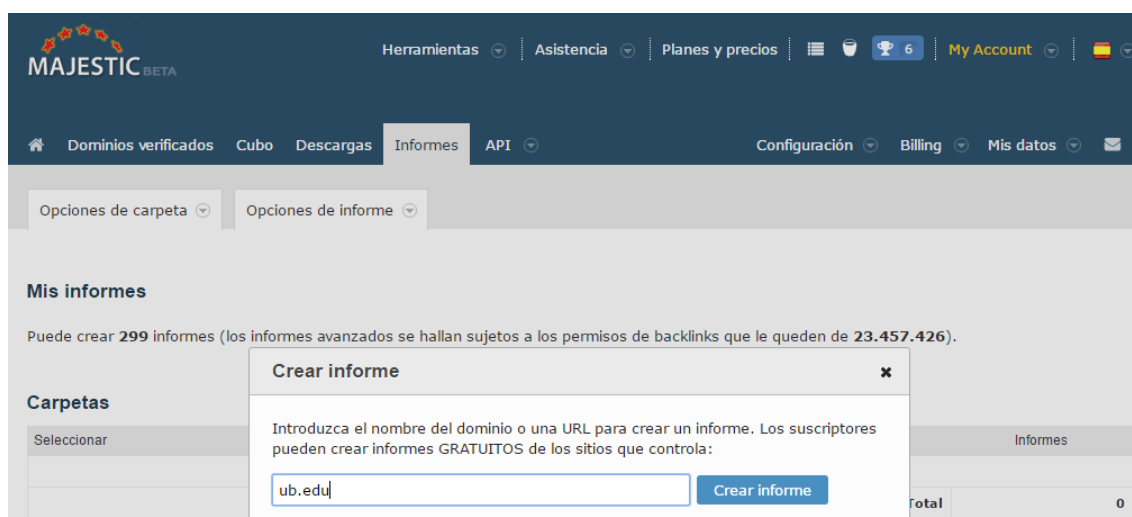 MAJESTIC BETA
Herramientas Asistencia Planes y precios 6 My Account
Dominios verificados Cubo Descargas Informes API Configuración Billing Mis datos
Opciones de carpeta Opciones de informe
Mis informes
Puede crear 299 informes (los informes avanzados se hallan sujetos a los permisos de backlinks que le queden de 23.457.426).
Crear informe
Carpetas
Introduzca el nombre del dominio o una URL para crear un informe. Los suscriptores
pueden crear informes GRATUITOS de los sitios que controla:
Seleccionar Informes
ub.edu Crear informe
Total 0